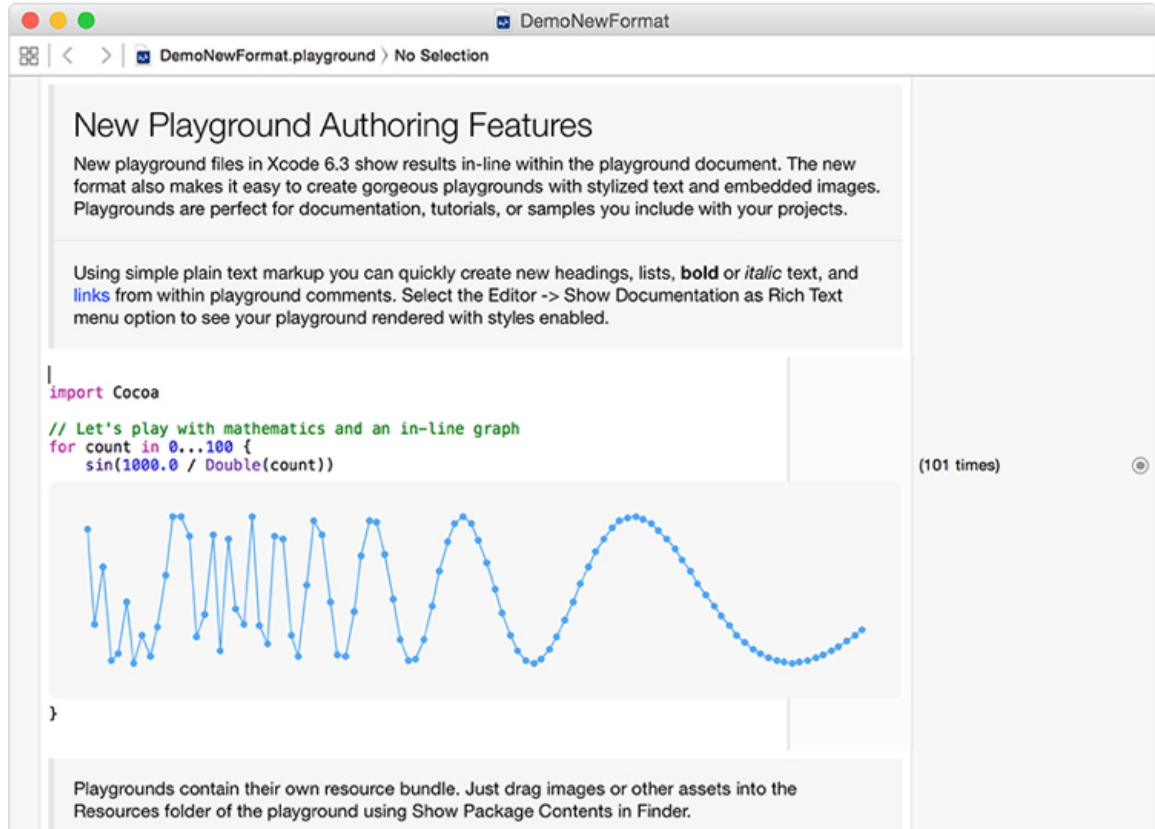 DemoNewFormat
DemoNewFormat.playground › No Selection
New Playground Authoring Features
New playground files in Xcode 6.3 show results in-line within the playground document. The new
format also makes it easy to create gorgeous playgrounds with stylized text and embedded images.
Playgrounds are perfect for documentation, tutorials, or samples you include with your projects.
Using simple plain text markup you can quickly create new headings, lists, bold or italic text, and
links from within playground comments. Select the Editor -> Show Documentation as Rich Text
menu option to see your playground rendered with styles enabled.
import Cocoa
// Let's play with mathematics and an in-line graph
for count in 0...100 {
    sin(1000.0 / Double(count))
(101 times)
}
Playgrounds contain their own resource bundle. Just drag images or other assets into the
Resources folder of the playground using Show Package Contents in Finder.